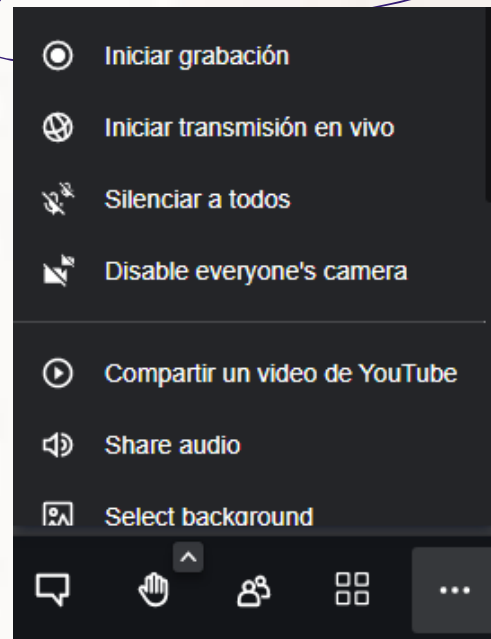 Iniciar grabación
Iniciar transmisión en vivo
Silenciar a todos
Disable everyone's camera
Compartir un video de YouTube
Share audio
Select background